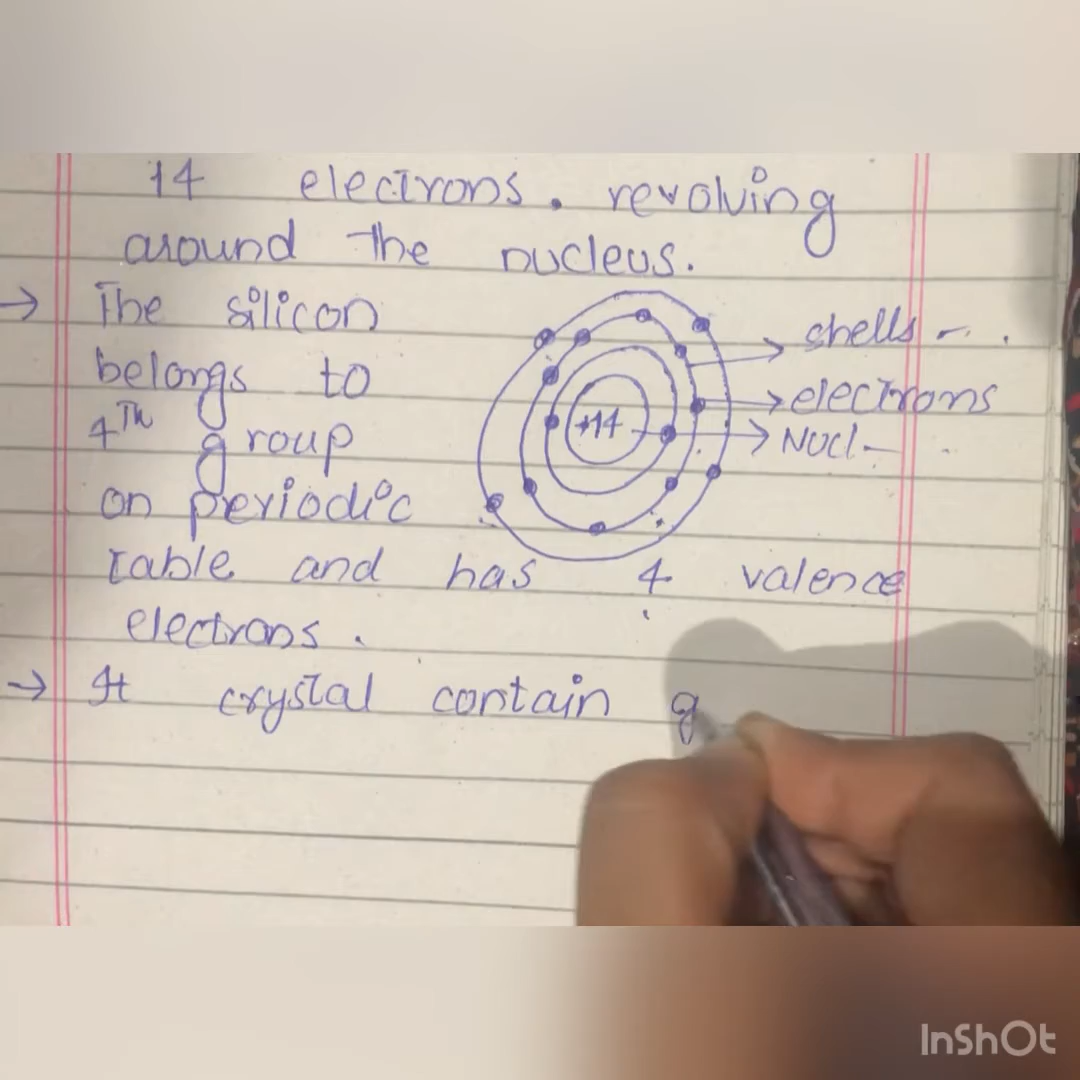 14 electrons. revolving
around the nucleus.
→ The silicon
belongs to
4Th group
on periodic
table and has 4 valence
electrons.
→ It crystal contain g
shells
electrons
Nucl
+14
InShOt